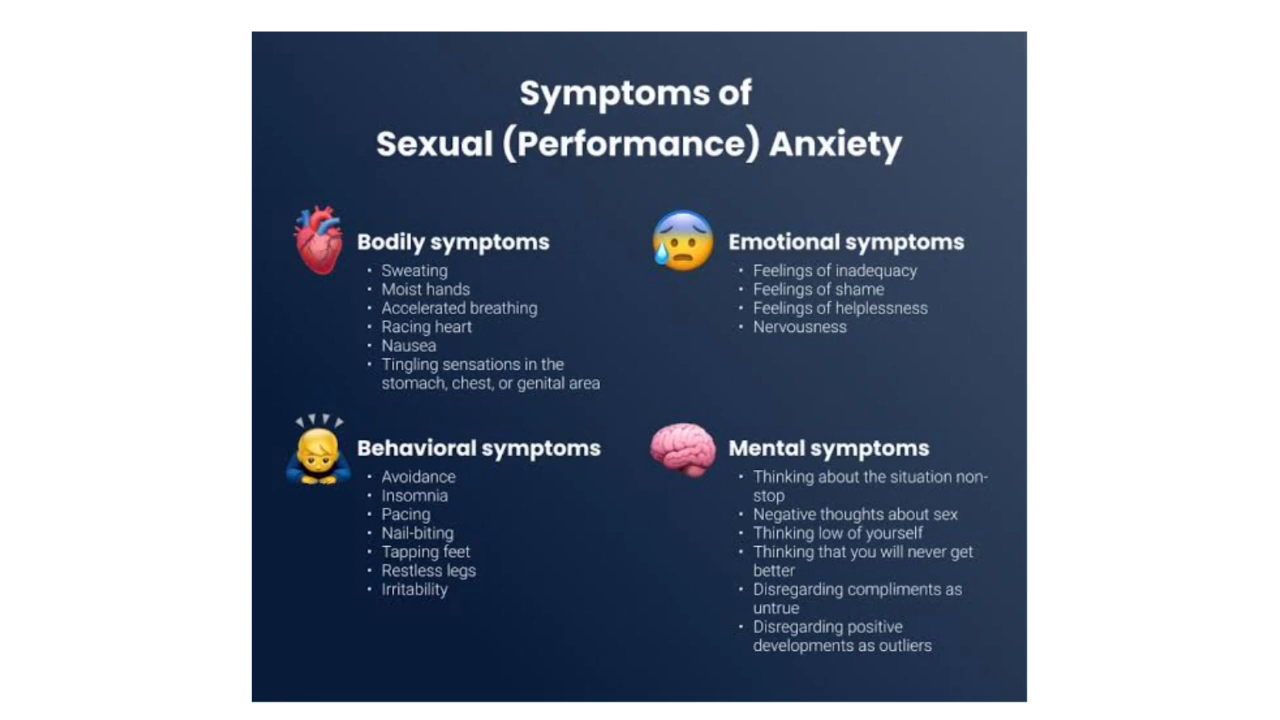 Symptoms of
Sexual (Performance) Anxiety
Bodily symptoms
• Sweating
• Moist hands
• Accelerated breathing
• Racing heart
• Nausea
• Tingling sensations in the
stomach, chest, or genital area
Emotional symptoms
• Feelings of inadequacy
• Feelings of shame
• Feelings of helplessness
• Nervousness
Behavioral symptoms
• Avoidance
• Insomnia
• Pacing
• Nail-biting
• Tapping feet
• Restless legs
• Irritability
Mental symptoms
• Thinking about the situation non-
stop
• Negative thoughts about sex
• Thinking low of yourself
• Thinking that you will never get
better
• Disregarding compliments as
untrue
• Disregarding positive
developments as outliers